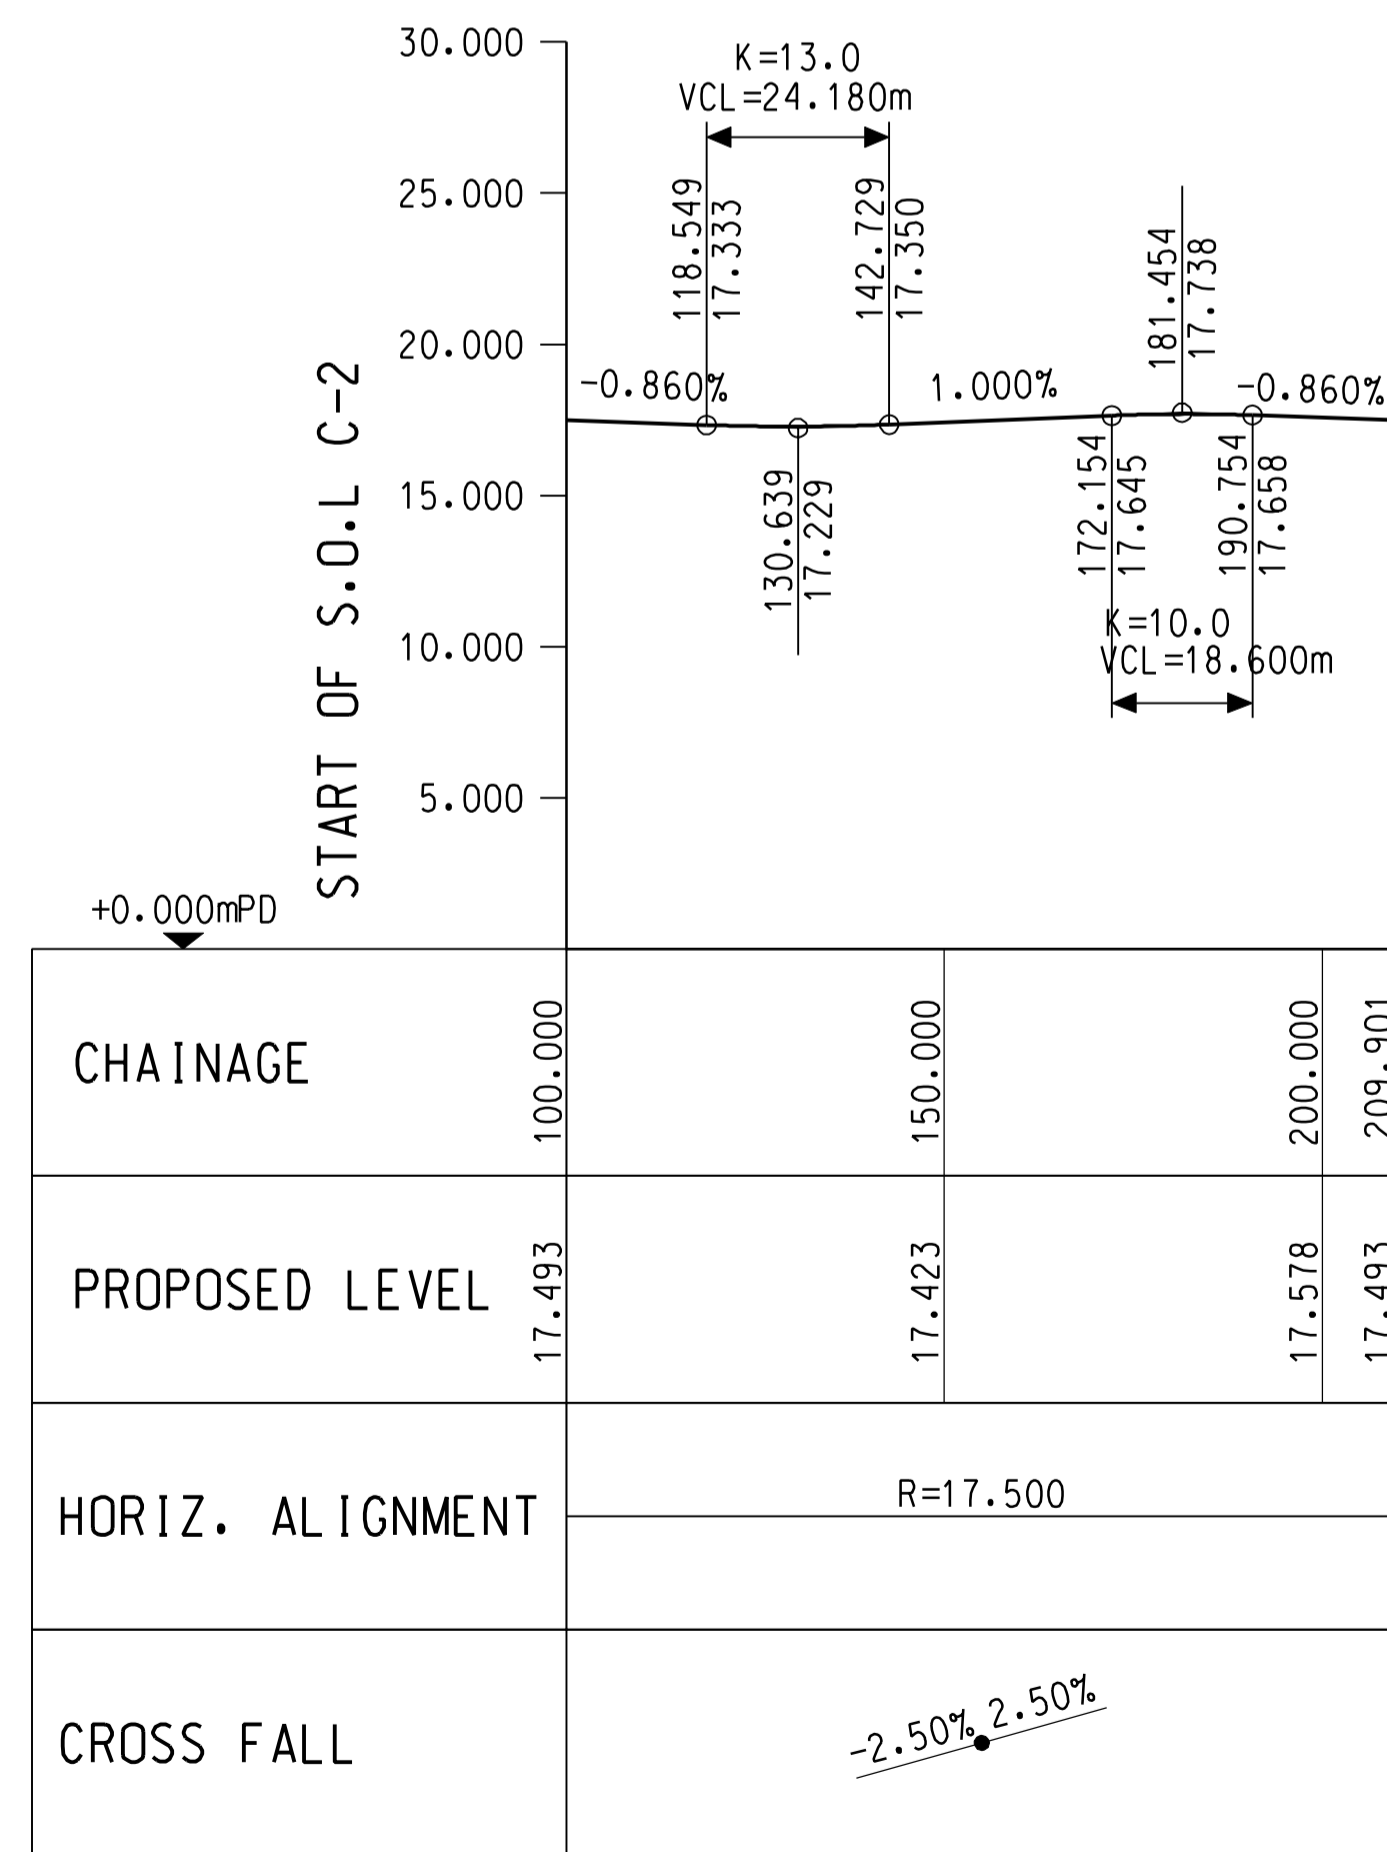 30.000
25.000
20.000
15.000
10.000
5.000
START OF S.O.L C-2
+0.000mPD
K=13.0
VCL=24.180m
118.549
17.333
142.729
17.350
181.454
17.738
-0.860%
1.000%
-0.860%
130.639
17.229
172.154
17.645
190.754
17.658
K=10.0
VCL=18.600m
CHAINAGE
100.000
150.000
200.000
209.901
PROPOSED LEVEL
17.493
17.423
17.578
17.493
HORIZ. ALIGNMENT
R=17.500
CROSS FALL
-2.50% 2.50%